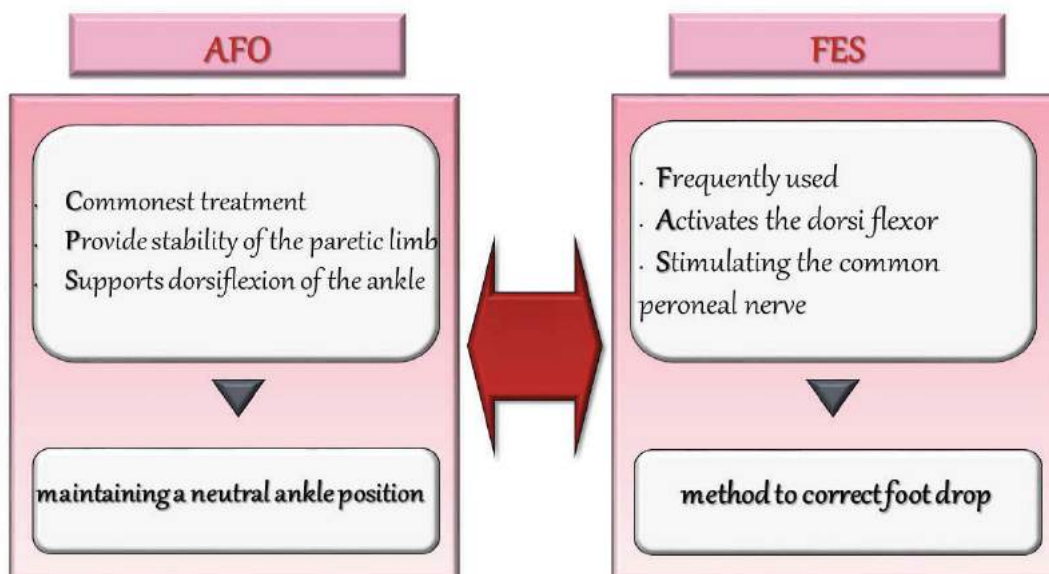 AFO
. Commonest treatment
. Provide stability of the paretic limb
. Supports dorsiflexion of the ankle
maintaining a neutral ankle position
FES
. Frequently used
. Activates the dorsi flexor
. Stimulating the common
peroneal nerve
method to correct foot drop